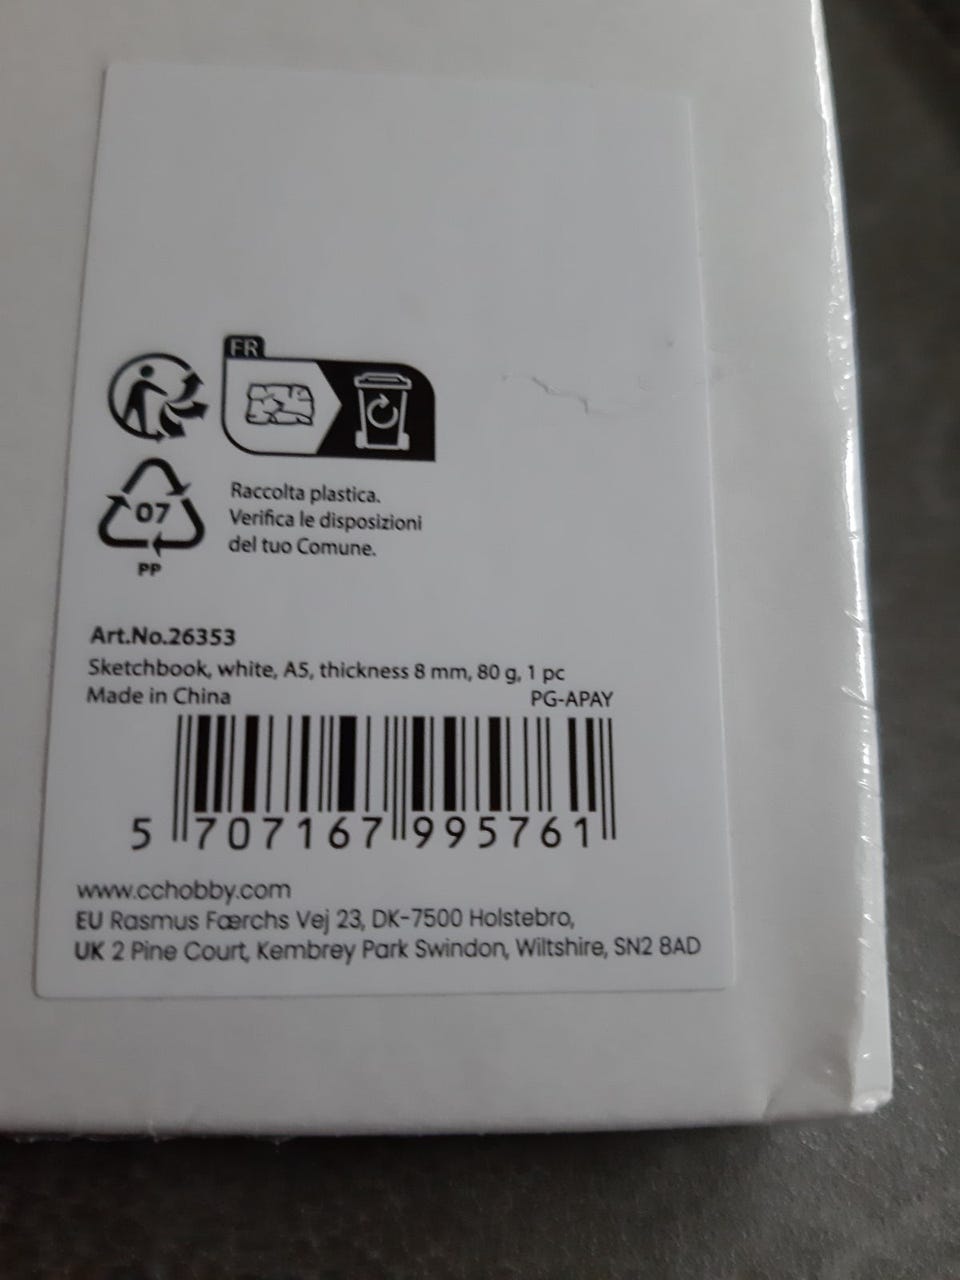 FR
Raccolta plastica.
Verifica le disposizioni
del tuo Comune.
07
PP
Art.No.26353
Sketchbook, white, A5, thickness 8 mm, 80 g, 1 pc
Made in China PG-APAY
5 707167 995761
www.cchobby.com
EU Rasmus Færchs Vej 23, DK-7500 Holstebro,
UK 2 Pine Court, Kembrey Park Swindon, Wiltshire, SN2 8AD